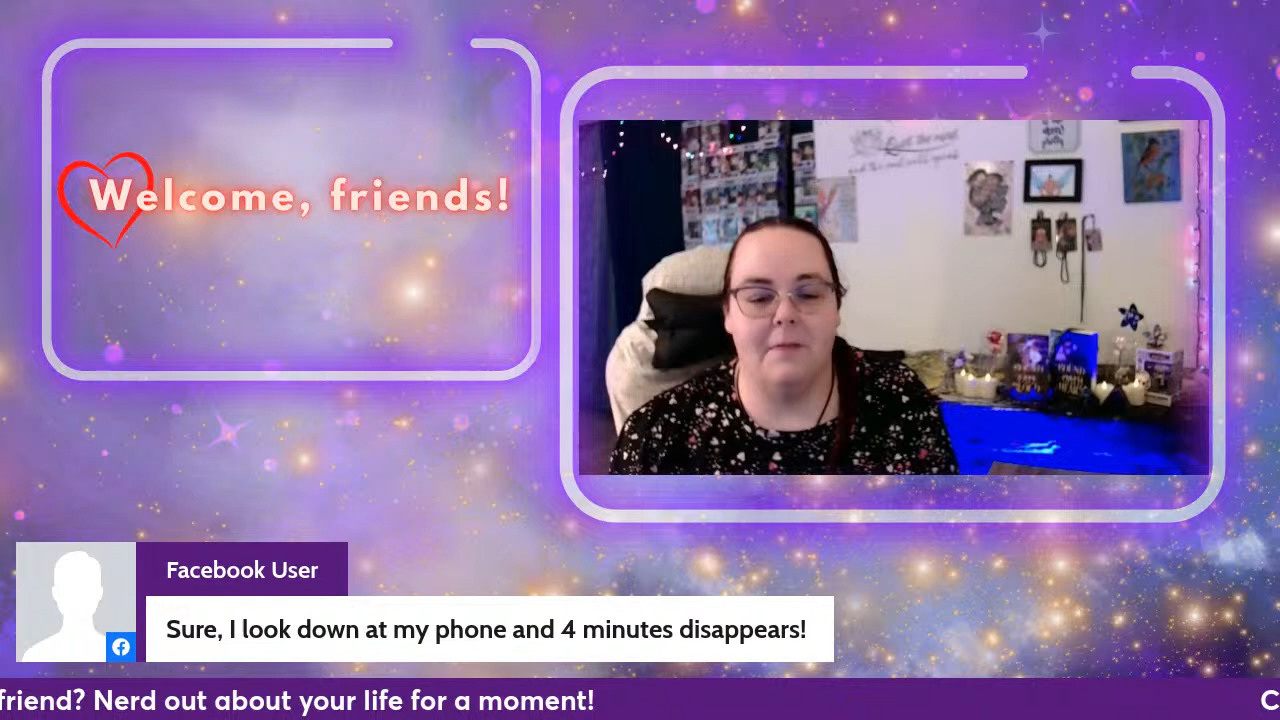 Welcome, friends!
Facebook User
Sure, I look down at my phone and 4 minutes disappears!
friend? Nerd out about your life for a moment!
C